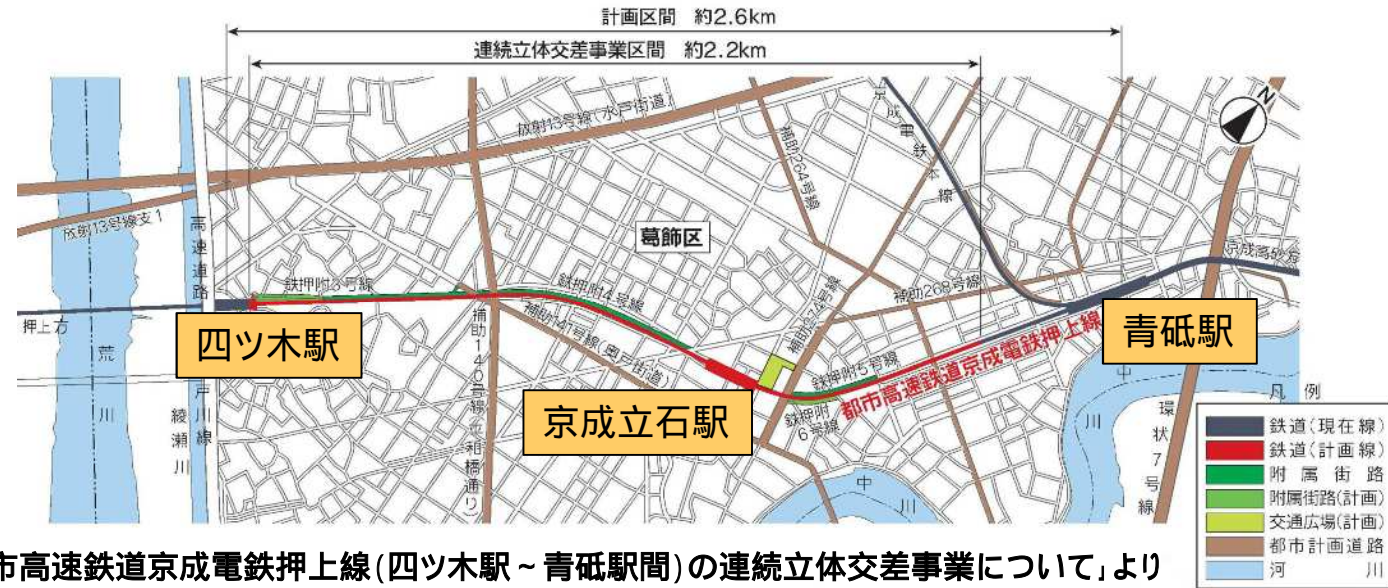 計画区間 約2.6km
連続立体交差事業区間 約2.2km
放射13号線(水戸街道)
放射13号線支1
高速道路
戸川線
京成電鉄本線
補助264号線
葛飾区
N
鉄押附3号線
鉄押附4号線
補助274号線
補助268号線
京成高砂方
押上方
荒川
綾瀬川
四ツ木駅
補助140号線(平和橋通り)
補助141号線(奥戸街道)
京成立石駅
鉄押附5号線
鉄押附6号線
都市高速鉄道京成電鉄押上線
青砥駅
中川
中川
環状7号線
凡例
鉄道(現在線)
鉄道(計画線)
附属街路
附属街路(計画)
交通広場(計画)
都市計画道路
河川
市高速鉄道京成電鉄押上線(四ツ木駅~青砥駅間)の連続立体交差事業について」より